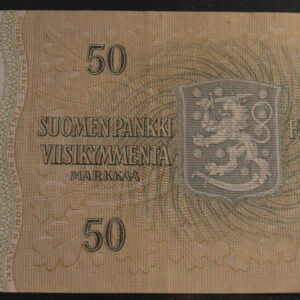 50
SUOMEN PANKKI
VIISIKYMMENTÄ
MARKKAA
50
F